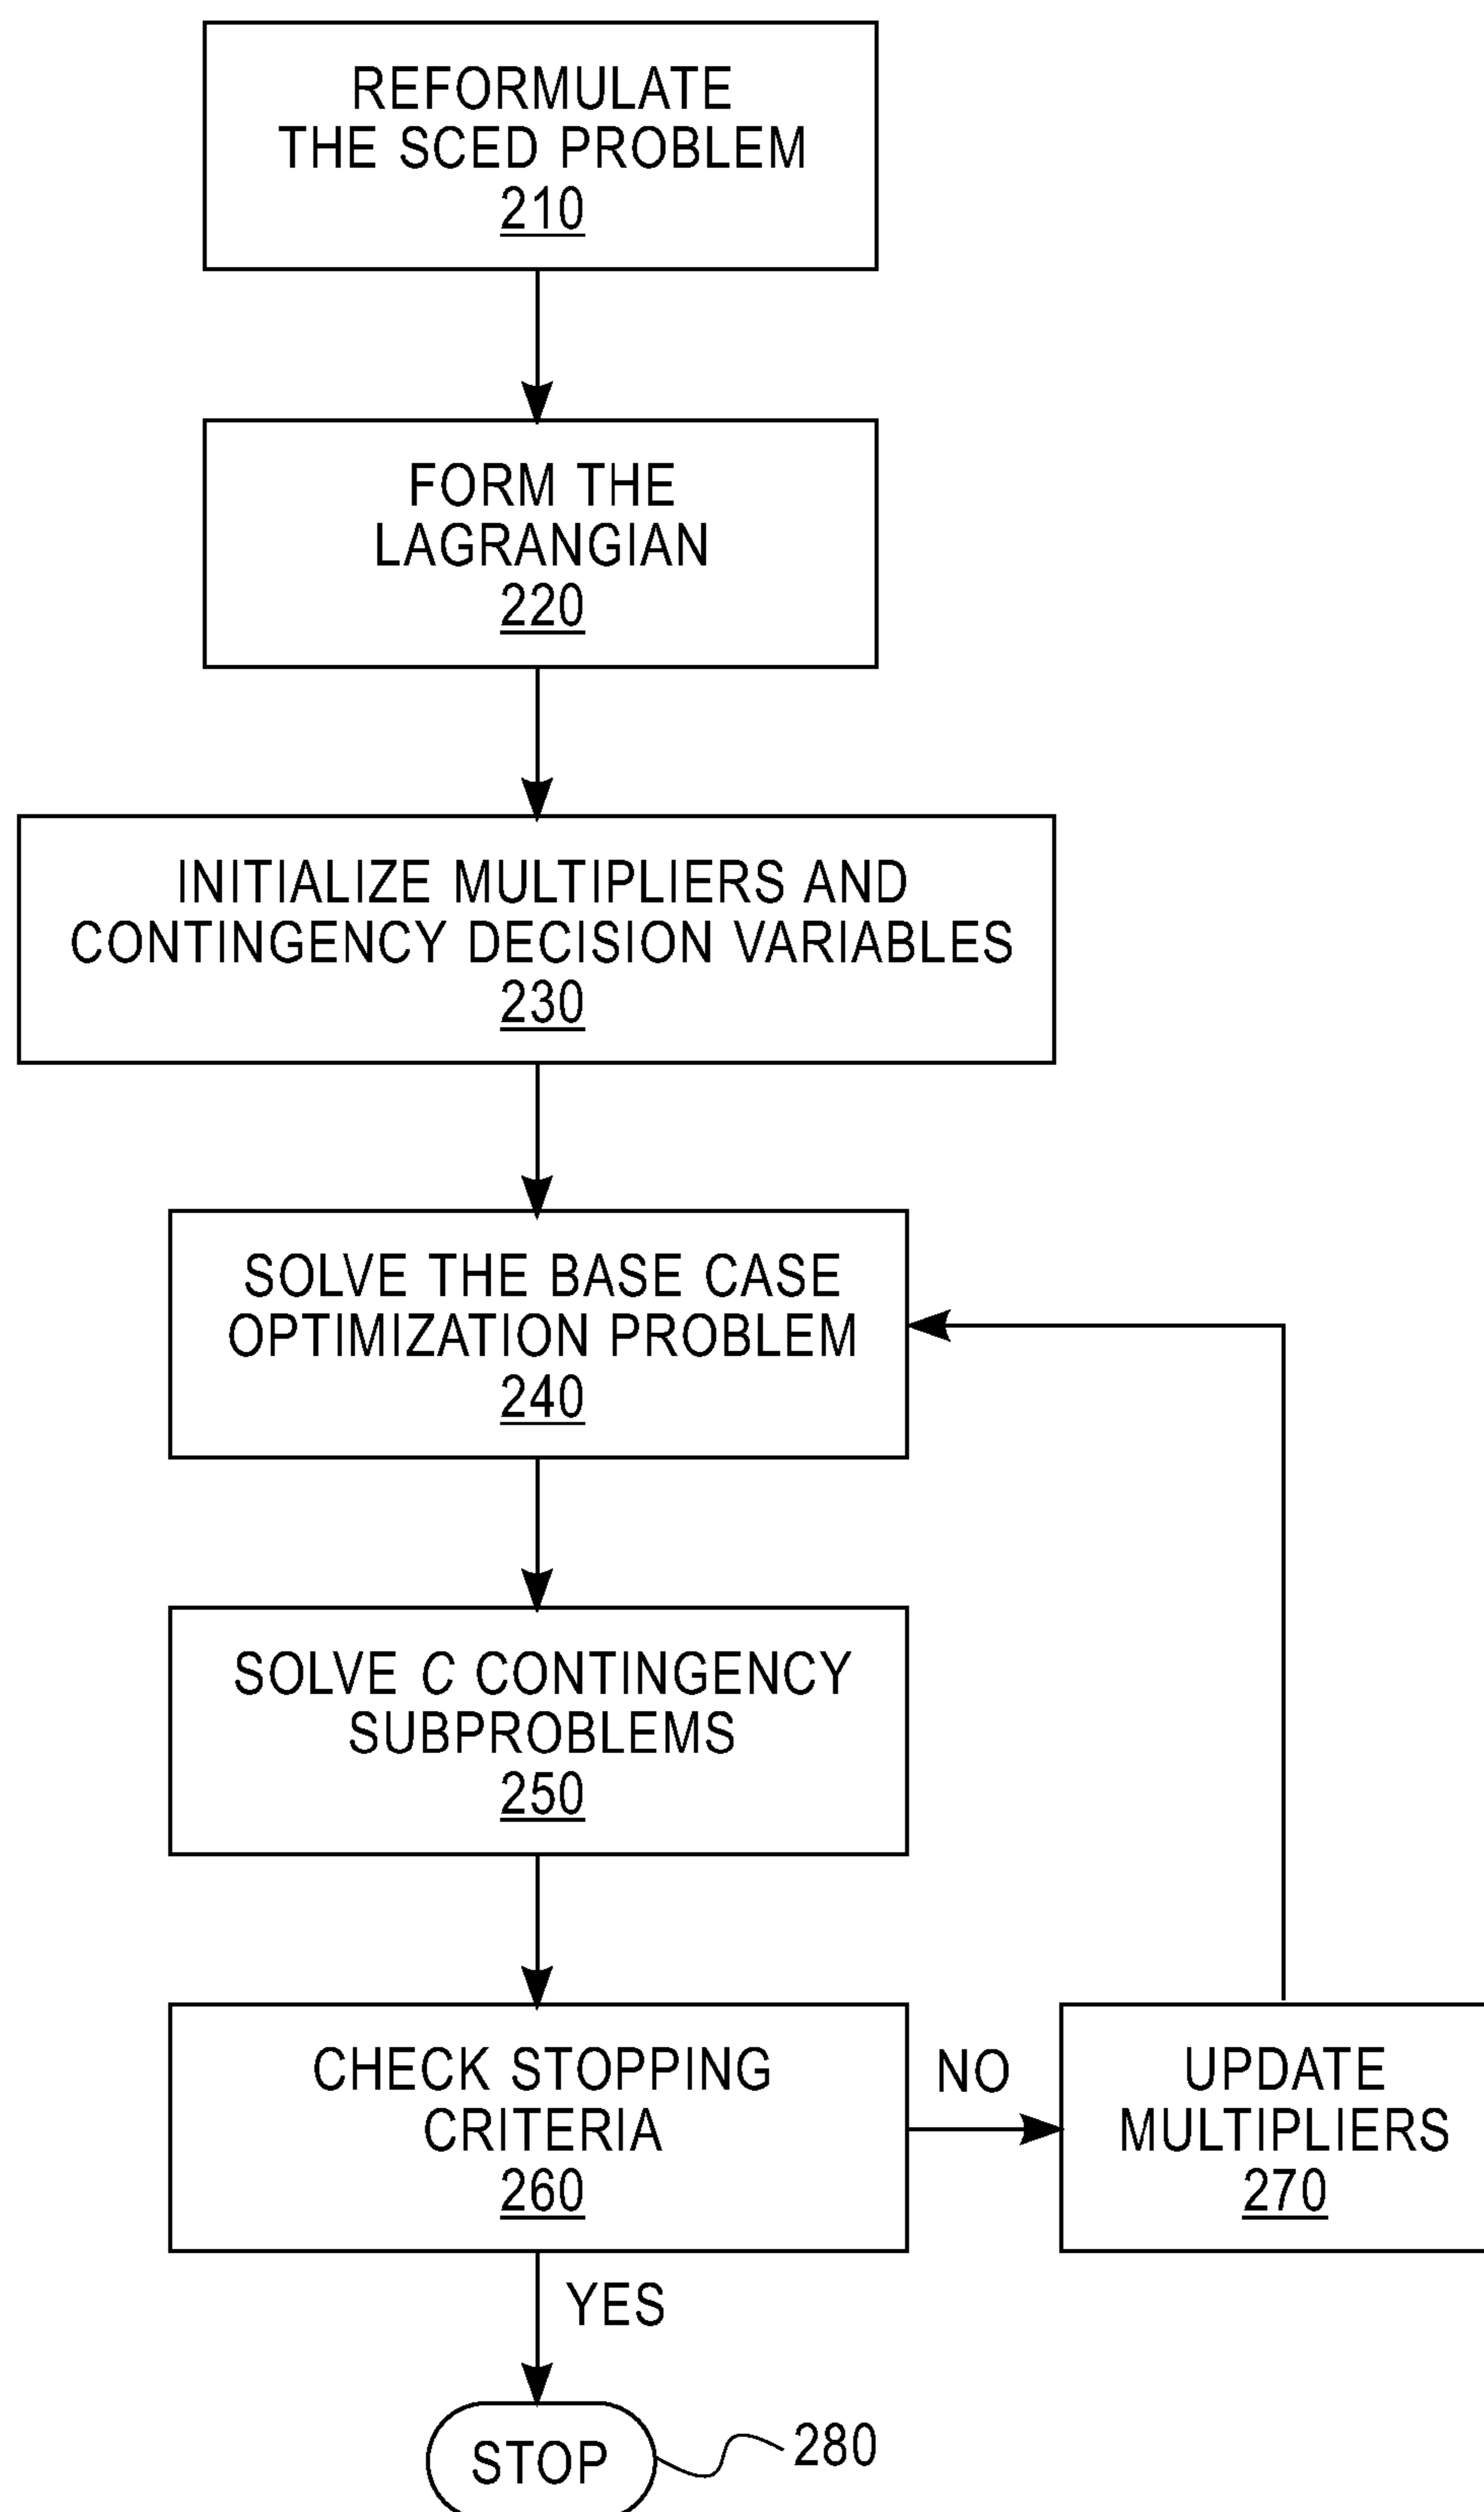 REFORMULATE
THE SCED PROBLEM
210
FORM THE
LAGRANGIAN
220
INITIALIZE MULTIPLIERS AND
CONTINGENCY DECISION VARIABLES
230
SOLVE THE BASE CASE
OPTIMIZATION PROBLEM
240
SOLVE C CONTINGENCY
SUBPROBLEMS
250
CHECK STOPPING
CRITERIA
260
NO
UPDATE
MULTIPLIERS
270
YES
STOP
280